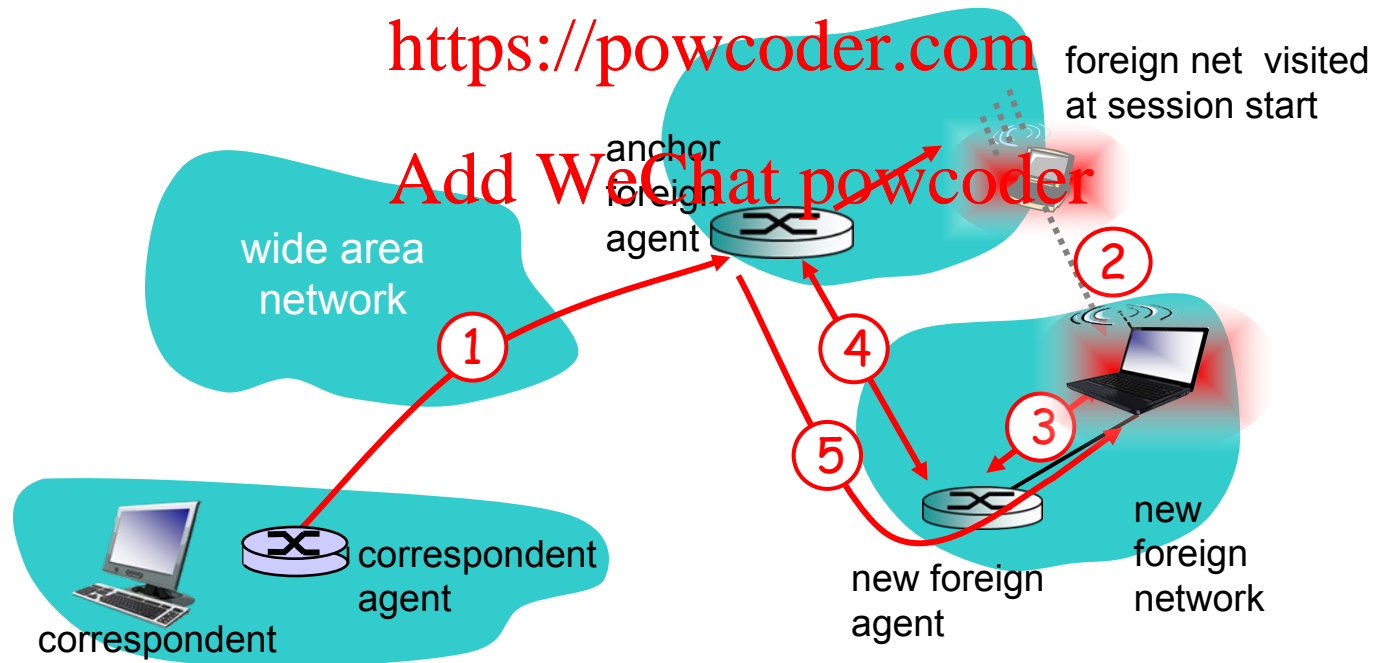 https://powcoder.com
foreign net visited
at session start
anchor
foreign
agent
Add WeChat powcoder
wide area
network
2
1
4
3
5
correspondent
agent
correspondent
new foreign
agent
new
foreign
network